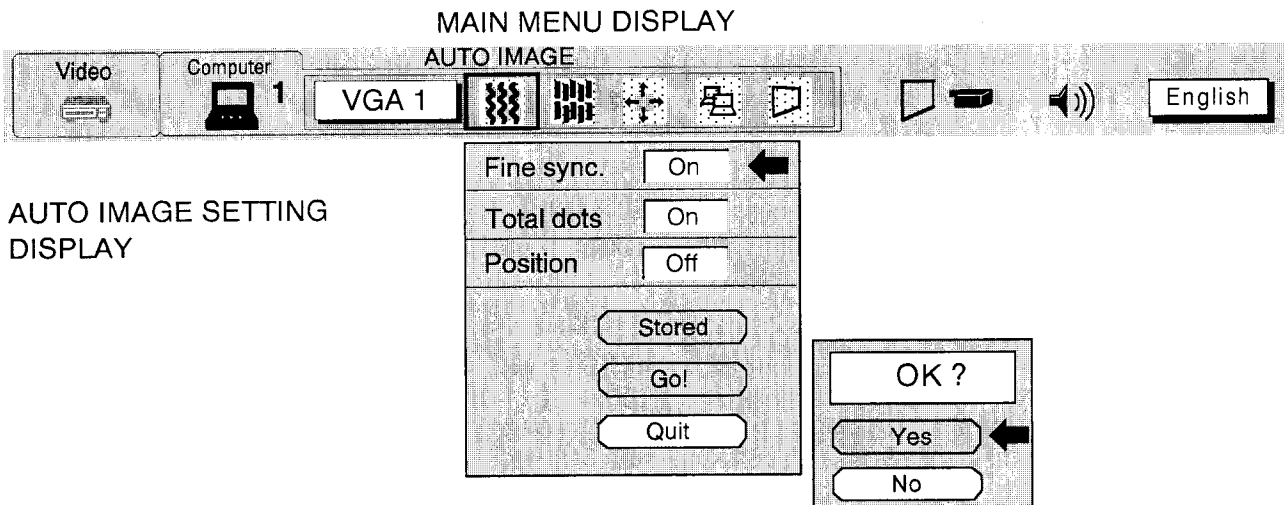 MAIN MENU DISPLAY
AUTO IMAGE
Video
Computer
1
VGA 1
English
AUTO IMAGE SETTING
DISPLAY
Fine sync. On
Total dots On
Position Off
Stored
Go!
Quit
OK ?
Yes
No